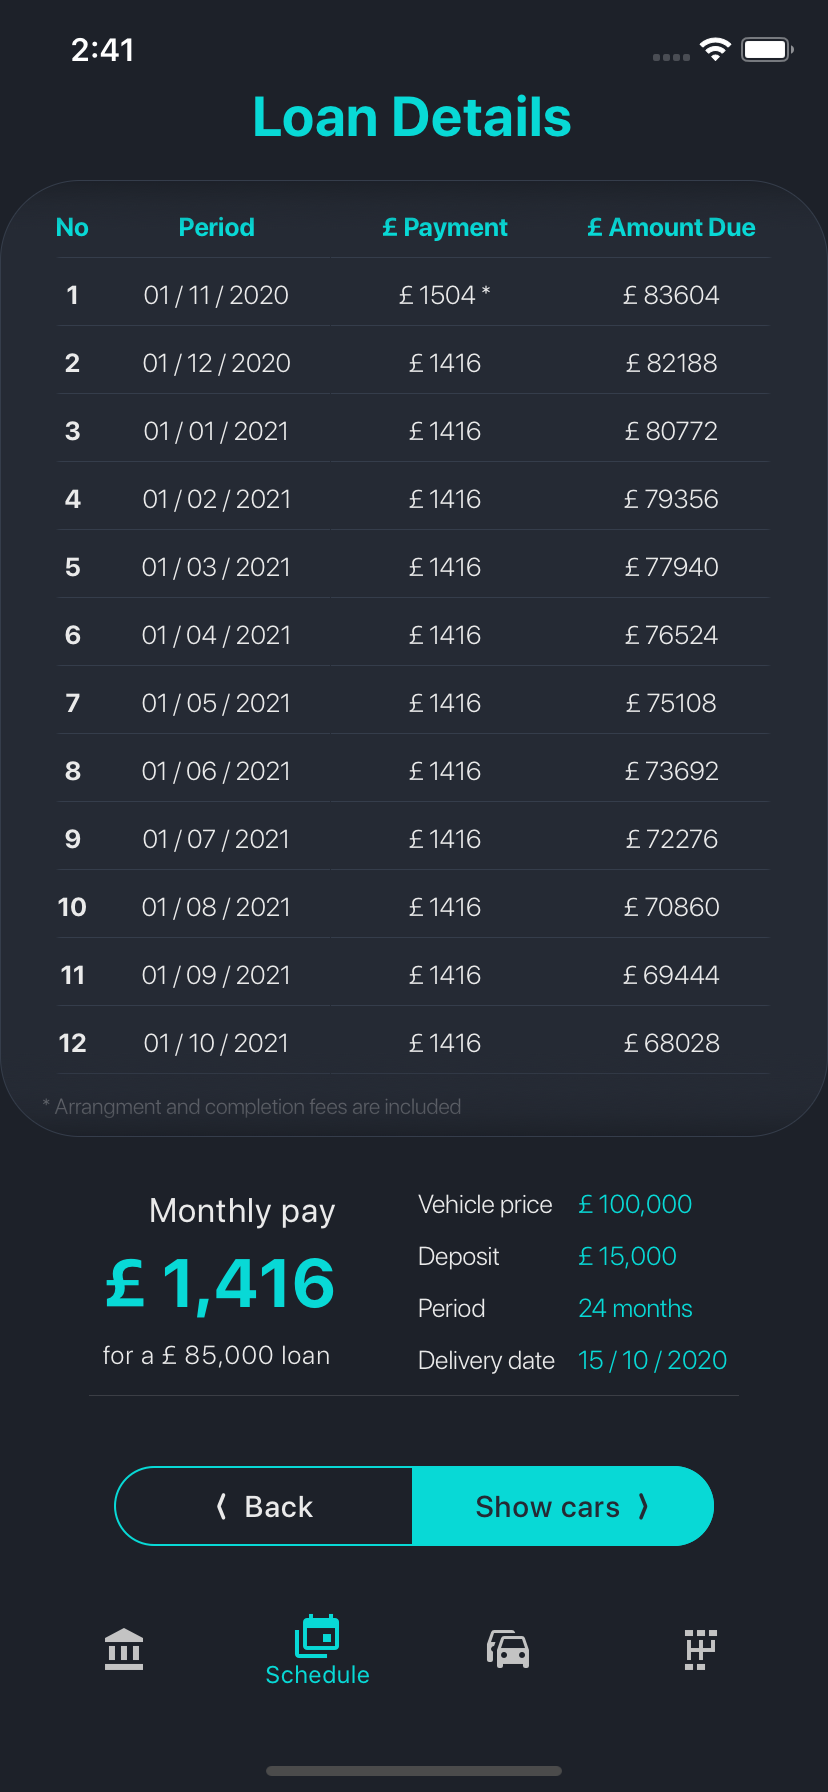 2:41
Loan Details
No Period £ Payment £ Amount Due
1 01 / 11 / 2020 £ 1504 * £ 83604
2 01 / 12 / 2020 £ 1416 £ 82188
3 01 / 01 / 2021 £ 1416 £ 80772
4 01 / 02 / 2021 £ 1416 £ 79356
5 01 / 03 / 2021 £ 1416 £ 77940
6 01 / 04 / 2021 £ 1416 £ 76524
7 01 / 05 / 2021 £ 1416 £ 75108
8 01 / 06 / 2021 £ 1416 £ 73692
9 01 / 07 / 2021 £ 1416 £ 72276
10 01 / 08 / 2021 £ 1416 £ 70860
11 01 / 09 / 2021 £ 1416 £ 69444
12 01 / 10 / 2021 £ 1416 £ 68028
* Arrangment and completion fees are included
Monthly pay
£ 1,416
for a £ 85,000 loan
Vehicle price £ 100,000
Deposit £ 15,000
Period 24 months
Delivery date 15 / 10 / 2020
⟨ Back
Show cars ⟩
Schedule